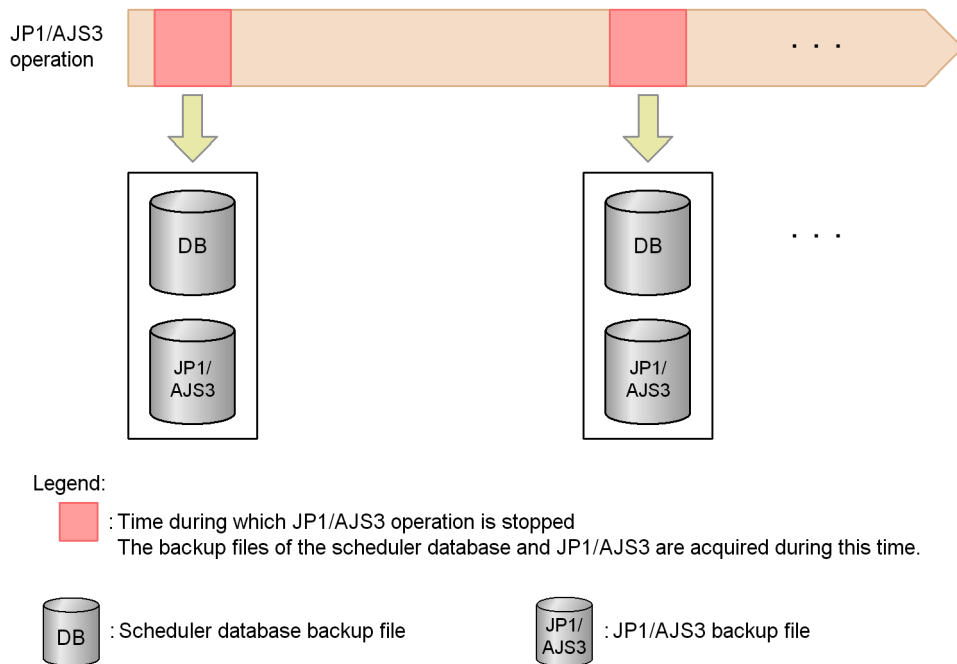 JP1/AJS3
operation
. . .
DB
DB
. . .
JP1/
AJS3
JP1/
AJS3
Legend:
: Time during which JP1/AJS3 operation is stopped
The backup files of the scheduler database and JP1/AJS3 are acquired during this time.
DB
: Scheduler database backup file
JP1/
AJS3
: JP1/AJS3 backup file